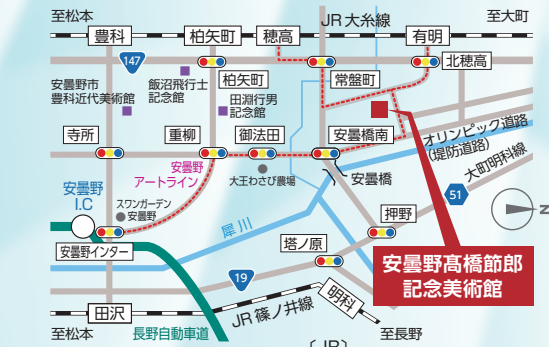 至松本
JR大糸線
至大町
豊科
柏矢町
穂高
有明
147
北穂高
柏矢町
常盤町
飯沼飛行士
記念館
安曇野市
豊科近代美術館
田淵行男
記念館
寺所
重柳
御法田
安曇橋南
オリンピック道路
(堤防道路)
大町明科線
安曇野
アートライン
大王わさび農場
安曇橋
51
N
安曇野
I.C
スワンガーデン
安曇野
犀川
押野
塔ノ原
安曇野インター
安曇野髙橋節郎
記念美術館
19
明科
田沢
JR篠ノ井線
至松本
長野自動車道
至長野
〔JR〕